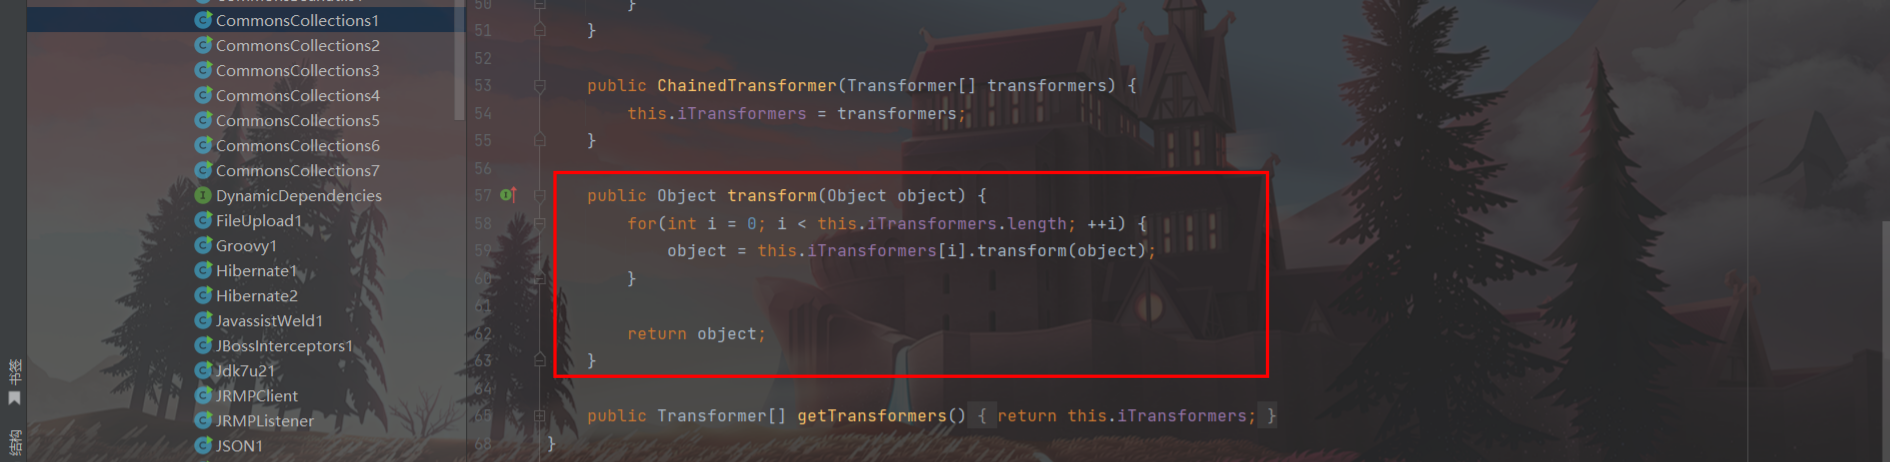 CommonsCollections1
CommonsCollections2
CommonsCollections3
CommonsCollections4
CommonsCollections5
CommonsCollections6
CommonsCollections7
DynamicDependencies
FileUpload1
Groovy1
Hibernate1
Hibernate2
JavassistWeld1
JBossInterceptors1
Jdk7u21
JRMPClient
JRMPListener
JSON1
书签
结构
50 }
51 }
52
53 public ChainedTransformer(Transformer[] transformers) {
54 this.iTransformers = transformers;
55 }
56
57 public Object transform(Object object) {
58 for(int i = 0; i < this.iTransformers.length; ++i) {
59 object = this.iTransformers[i].transform(object);
60 }
61
62 return object;
63 }
64
65 public Transformer[] getTransformers() { return this.iTransformers; }
68 }